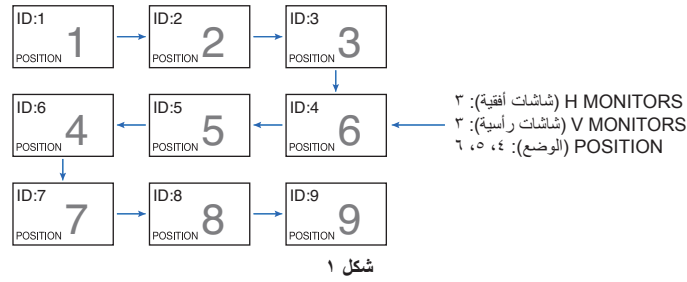 ID:1
POSITION 1
ID:2
POSITION 2
ID:3
POSITION 3
ID:6
POSITION 4
ID:5
POSITION 5
ID:4
POSITION 6
H MONITORS (شاشات أفقية): ٣
V MONITORS (شاشات رأسية): ٣
POSITION (الوضع): ٤، ٥، ٦
ID:7
POSITION 7
ID:8
POSITION 8
ID:9
POSITION 9
شكل ١